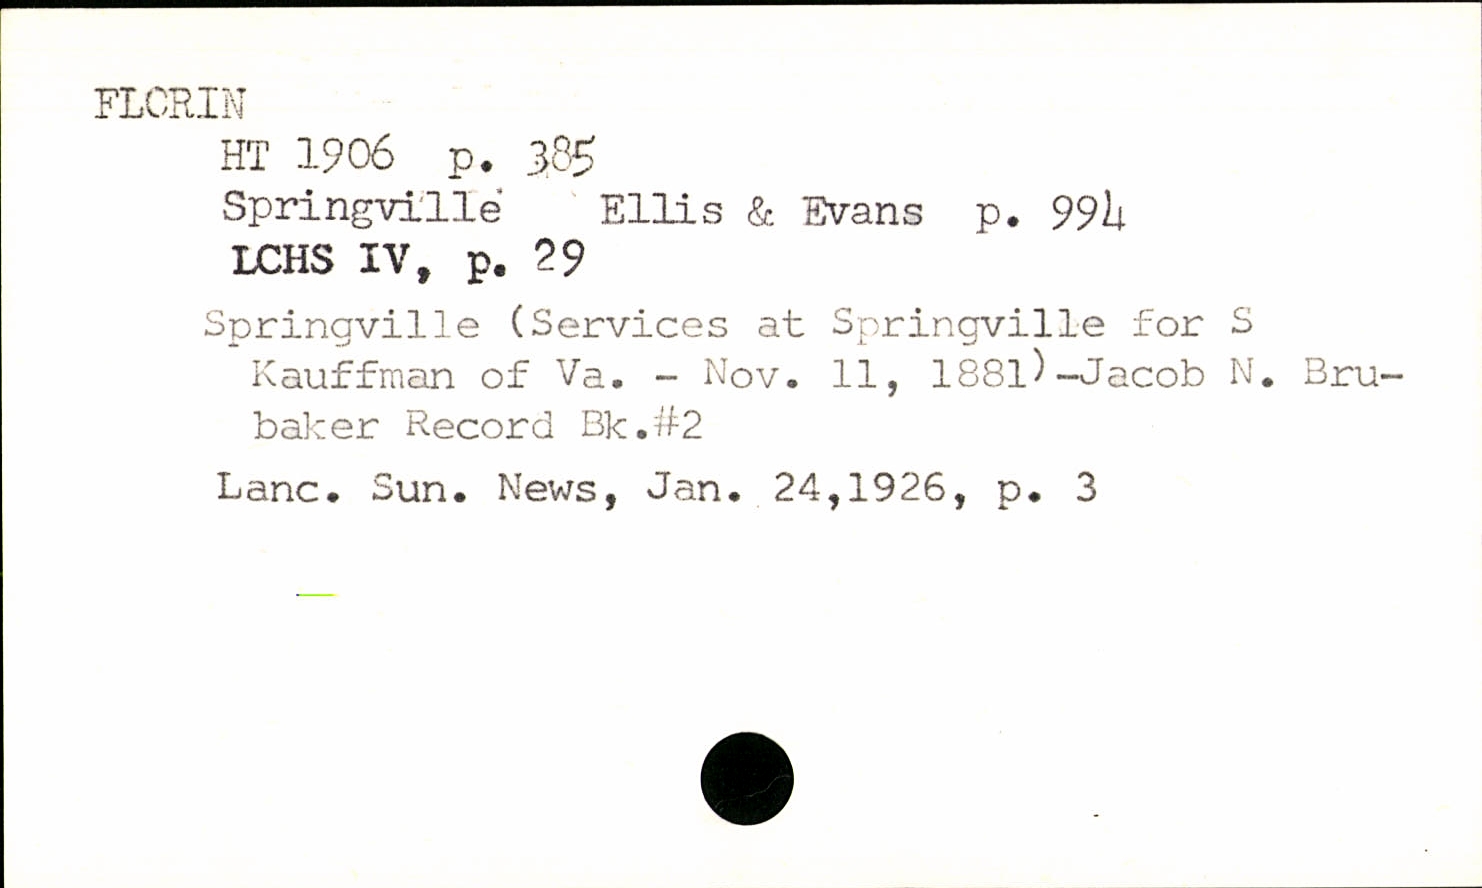 FLORIN
HT 1906 p. 385
Springville Ellis & Evans p. 994
LCHS IV, p. 29
Springville (Services at Springville for S
Kauffman of Va. - Nov. 11, 1881)-Jacob N. Bru-
baker Record Bk.#2
Lanc. Sun. News, Jan. 24,1926, p. 3